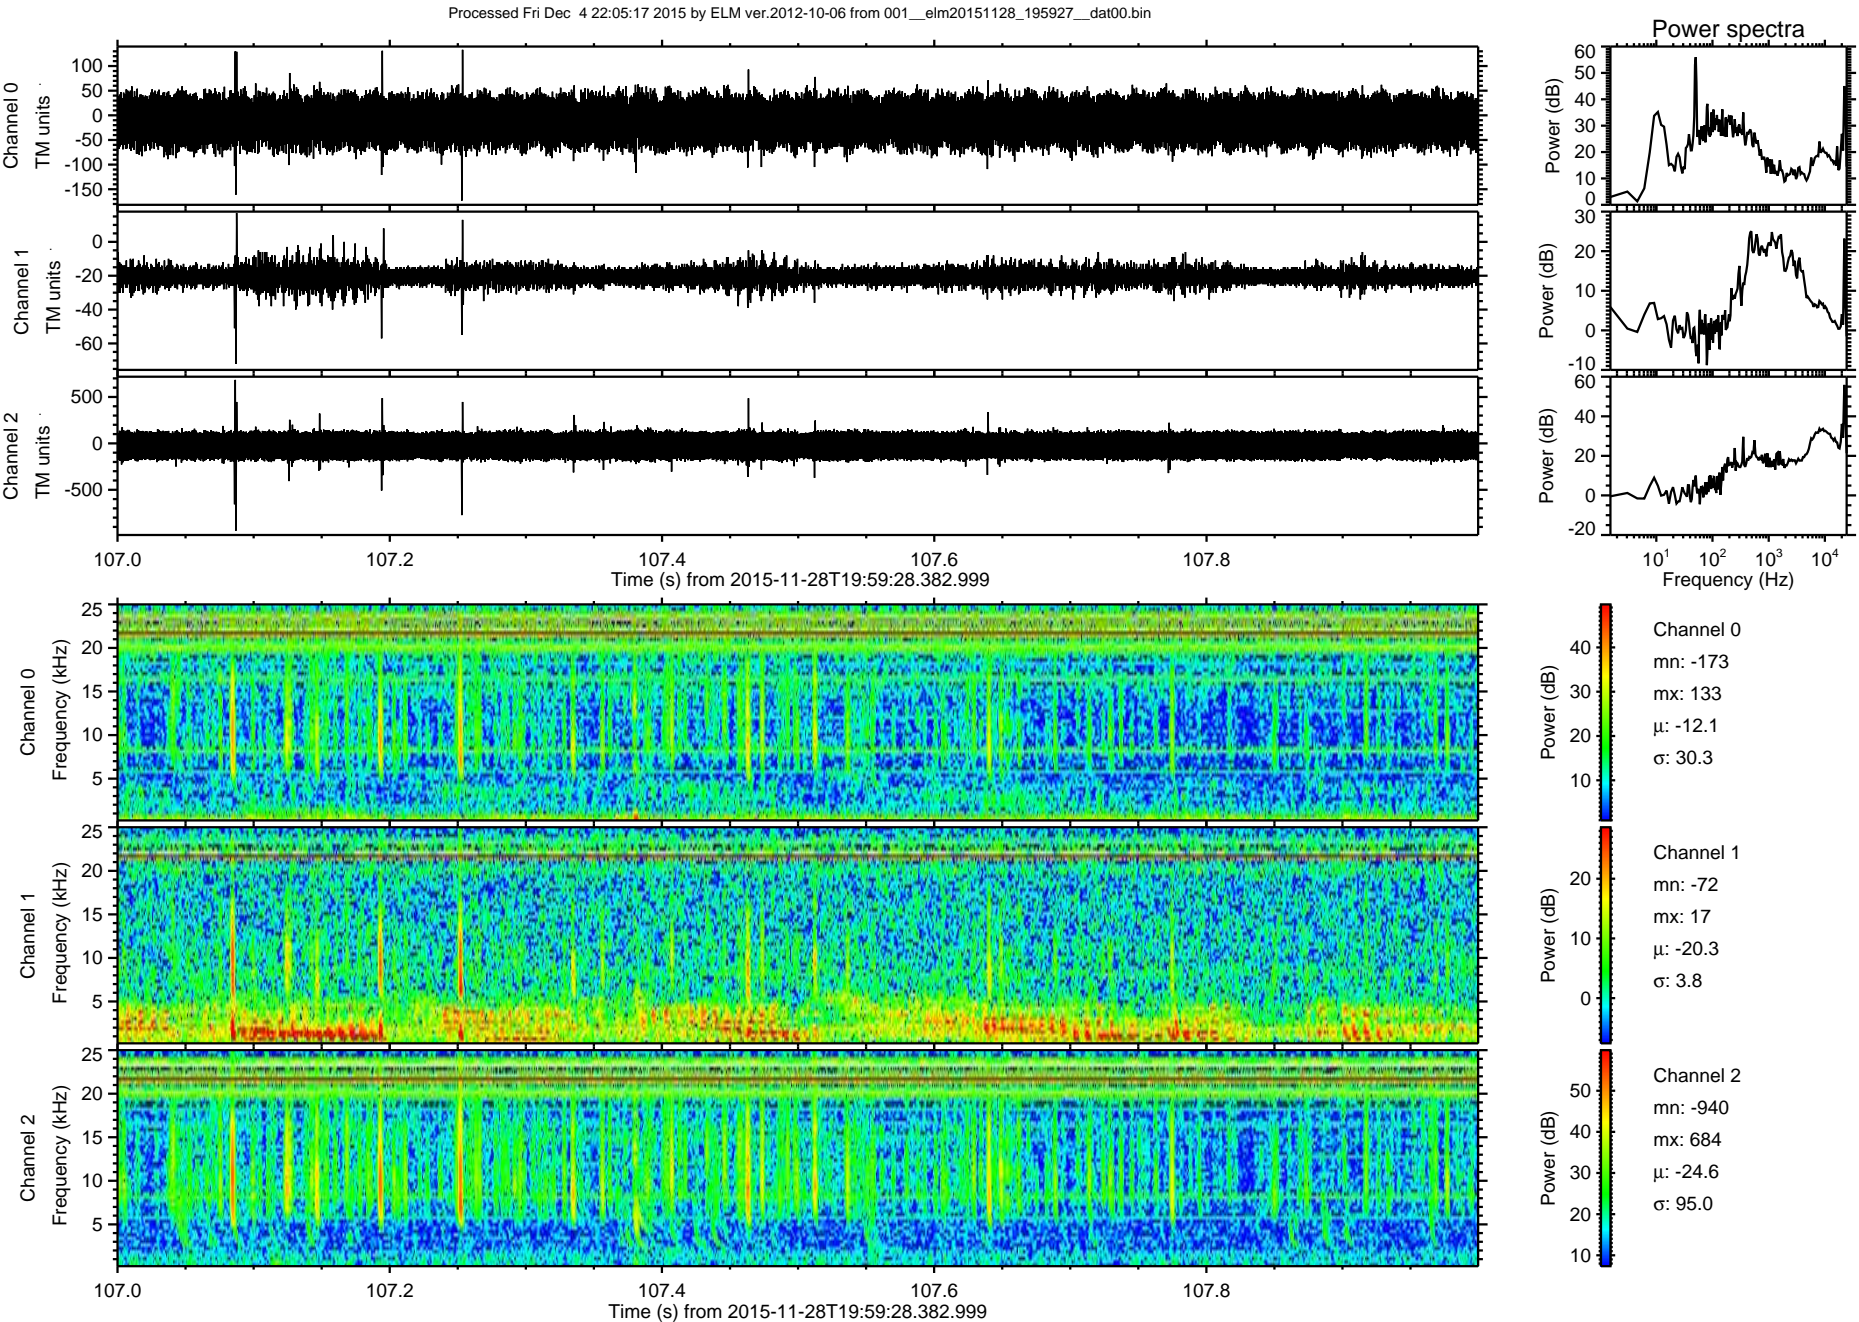 Processed Fri Dec  4 22:05:17 2015 by ELM ver.2012-10-06 from 001__elm20151128_195927__dat00.bin
Power spectra
Channel 0
TM units
100
50
0
-50
-100
-150
Power (dB)
60
50
40
30
20
10
0
Channel 1
TM units
0
-20
-40
-60
Power (dB)
30
20
10
0
-10
Channel 2
TM units
500
0
-500
Power (dB)
60
40
20
0
-20
107.0
107.2
107.4
107.6
107.8
Time (s) from 2015-11-28T19:59:28.382.999
10¹
10²
10³
10⁴
Frequency (Hz)
Channel 0
Frequency (kHz)
25
20
15
10
5
Power (dB)
40
30
20
10
Channel 0
mn: -173
mx: 133
μ: -12.1
σ: 30.3
Channel 1
Frequency (kHz)
25
20
15
10
5
Power (dB)
20
10
0
Channel 1
mn: -72
mx: 17
μ: -20.3
σ: 3.8
Channel 2
Frequency (kHz)
25
20
15
10
5
Power (dB)
50
40
30
20
10
Channel 2
mn: -940
mx: 684
μ: -24.6
σ: 95.0
107.0
107.2
107.4
107.6
107.8
Time (s) from 2015-11-28T19:59:28.382.999